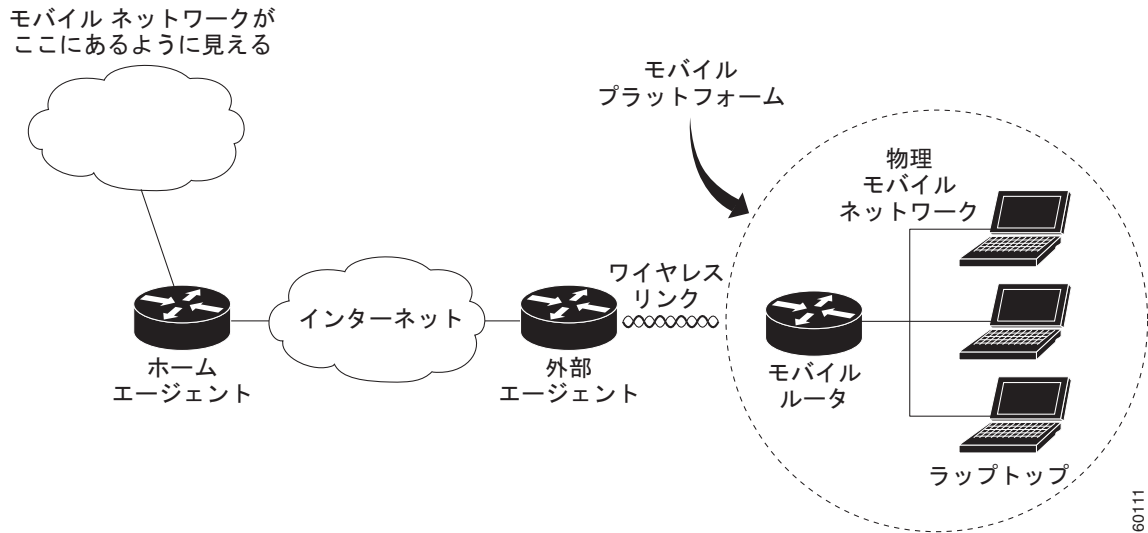 モバイル ネットワークが
ここにあるように見える
モバイル
プラットフォーム
物理
モバイル
ネットワーク
ワイヤレス
リンク
インターネット
ホーム
エージェント
外部
エージェント
モバイル
ルータ
ラップトップ
60111